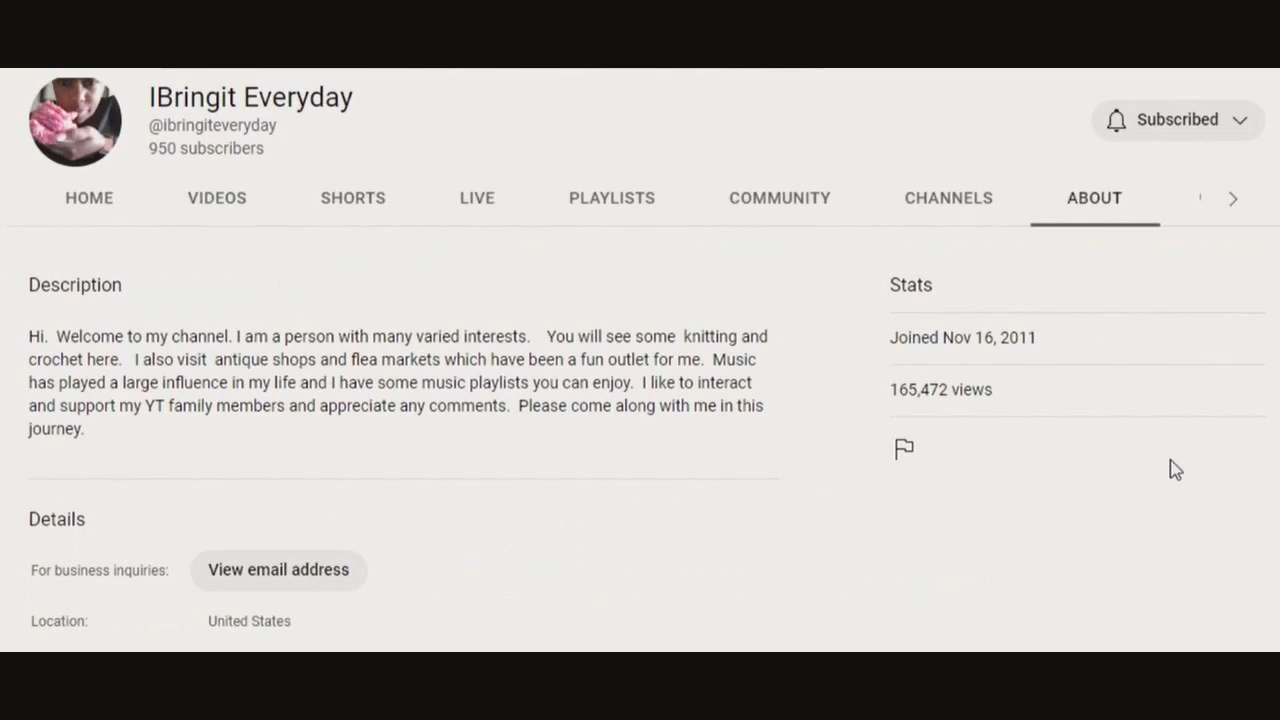 IBringit Everyday
@ibringiteveryday
950 subscribers
Subscribed
HOME VIDEOS SHORTS LIVE PLAYLISTS COMMUNITY CHANNELS ABOUT
Description
Hi. Welcome to my channel. I am a person with many varied interests. You will see some knitting and
crochet here. I also visit antique shops and flea markets which have been a fun outlet for me. Music
has played a large influence in my life and I have some music playlists you can enjoy. I like to interact
and support my YT family members and appreciate any comments. Please come along with me in this
journey.
Stats
Joined Nov 16, 2011
165,472 views
Details
For business inquiries: View email address
Location: United States